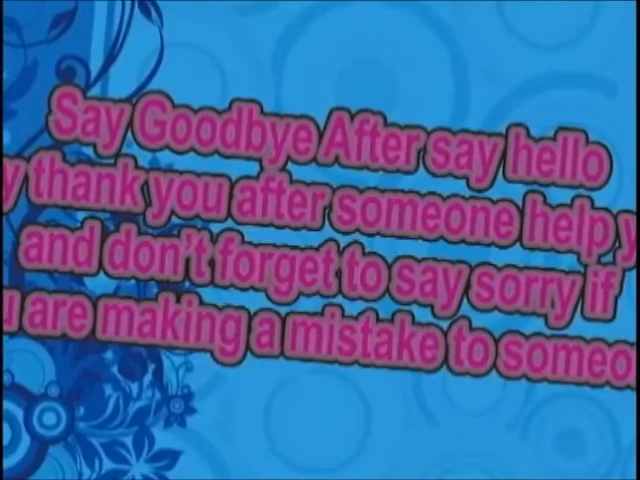 Say Goodbye After say hello
y thank you after someone help y
and don't forget to say sorry if
u are making a mistake to someo